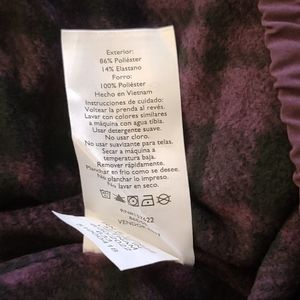 Exterior:
86% Poliéster
14% Elastano
Forro:
100% Poliéster
Hecho en Vietnam
Instrucciones de cuidado:
Voltear la prenda al revés.
Lavar con colores similares
a máquina con agua tibia.
Usar detergente suave.
No usar cloro.
No usar suavizante para telas.
Secar a máquina a
temperatura baja.
Remover rápidamente.
Planchar en frío como se desee.
No planchar lo impreso.
No lavar en seco.
VENDOR